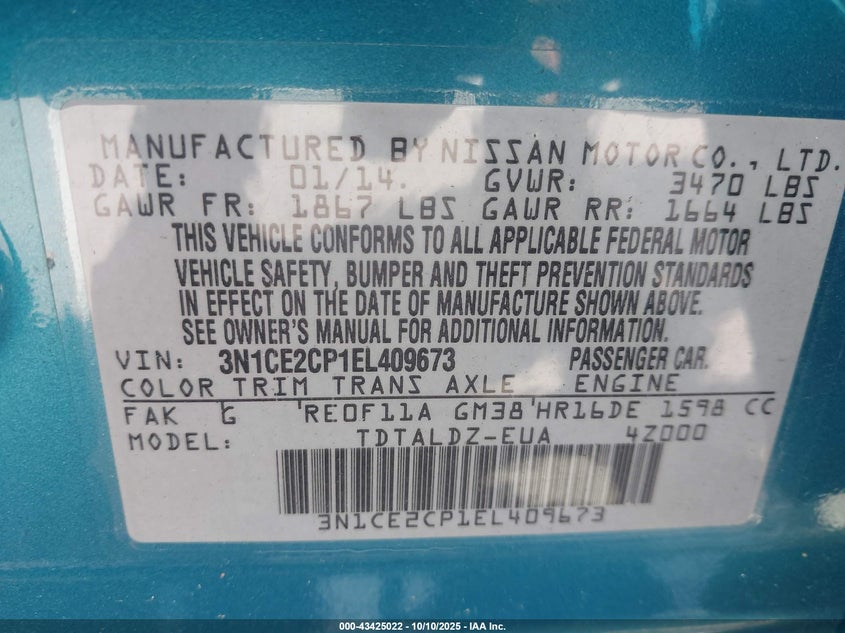 MANUFACTURED BY NISSAN MOTOR CO., LTD.
DATE: 01/14. GVWR: 3470 LBS
GAWR FR: 1867 LBS GAWR RR: 1664 LBS
THIS VEHICLE CONFORMS TO ALL APPLICABLE FEDERAL MOTOR
VEHICLE SAFETY, BUMPER AND THEFT PREVENTION STANDARDS
IN EFFECT ON THE DATE OF MANUFACTURE SHOWN ABOVE.
SEE OWNER'S MANUAL FOR ADDITIONAL INFORMATION.
VIN: 3N1CE2CP1EL409673 PASSENGER CAR.
COLOR TRIM TRANS AXLE ENGINE
FAK G RE0F11A GM38 HR16DE 1598 CC
MODEL: TDTALDZ-EUA 4Z000
3N1CE2CP1EL409673
000-43425022 - 10/10/2025 - IAA Inc.